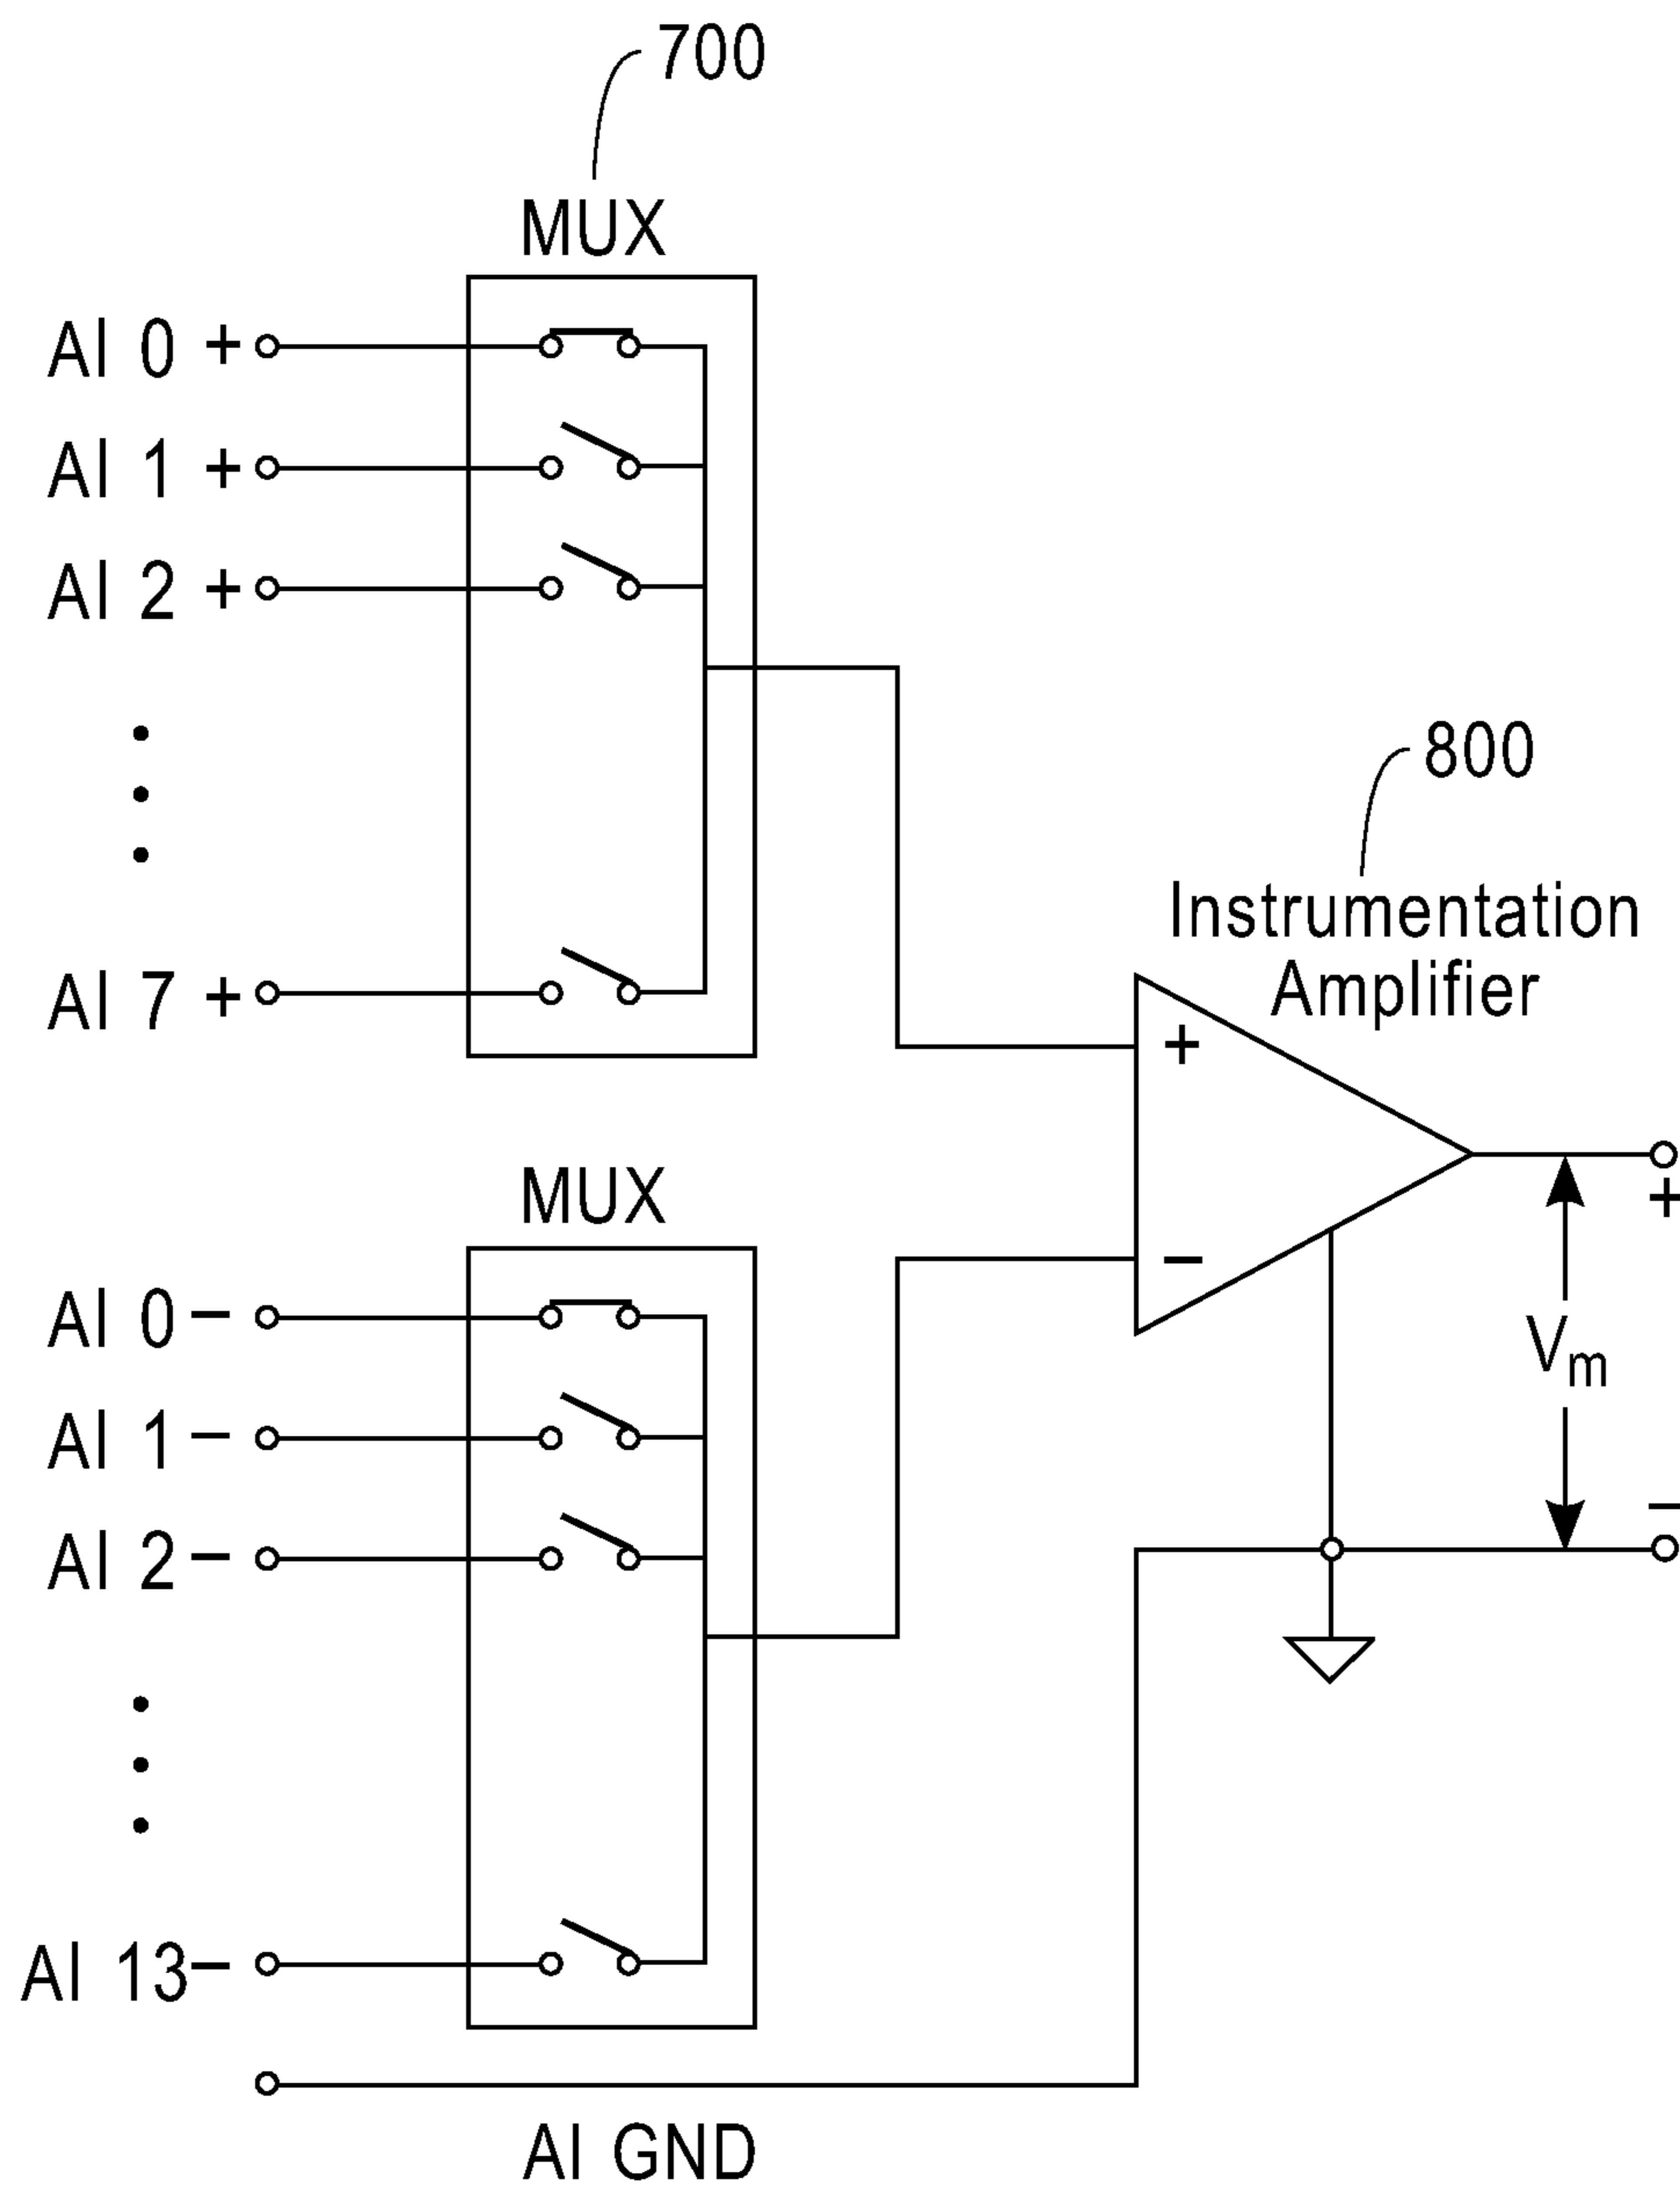 700
MUX
AI 0 +
AI 1 +
AI 2 +
AI 7 +
800
Instrumentation
Amplifier
+
−
+
Vm
−
MUX
AI 0−
AI 1−
AI 2−
AI 13−
AI GND